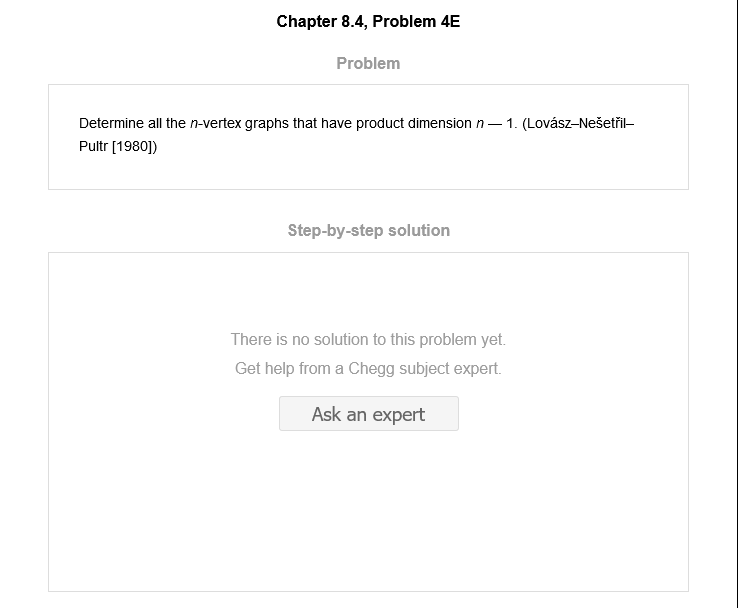 Chapter 8.4, Problem 4E
Problem
Determine all the n-vertex graphs that have product dimension n — 1. (Lovász–Nešetřil–
Pultr [1980])
Step-by-step solution
There is no solution to this problem yet.
Get help from a Chegg subject expert.
Ask an expert